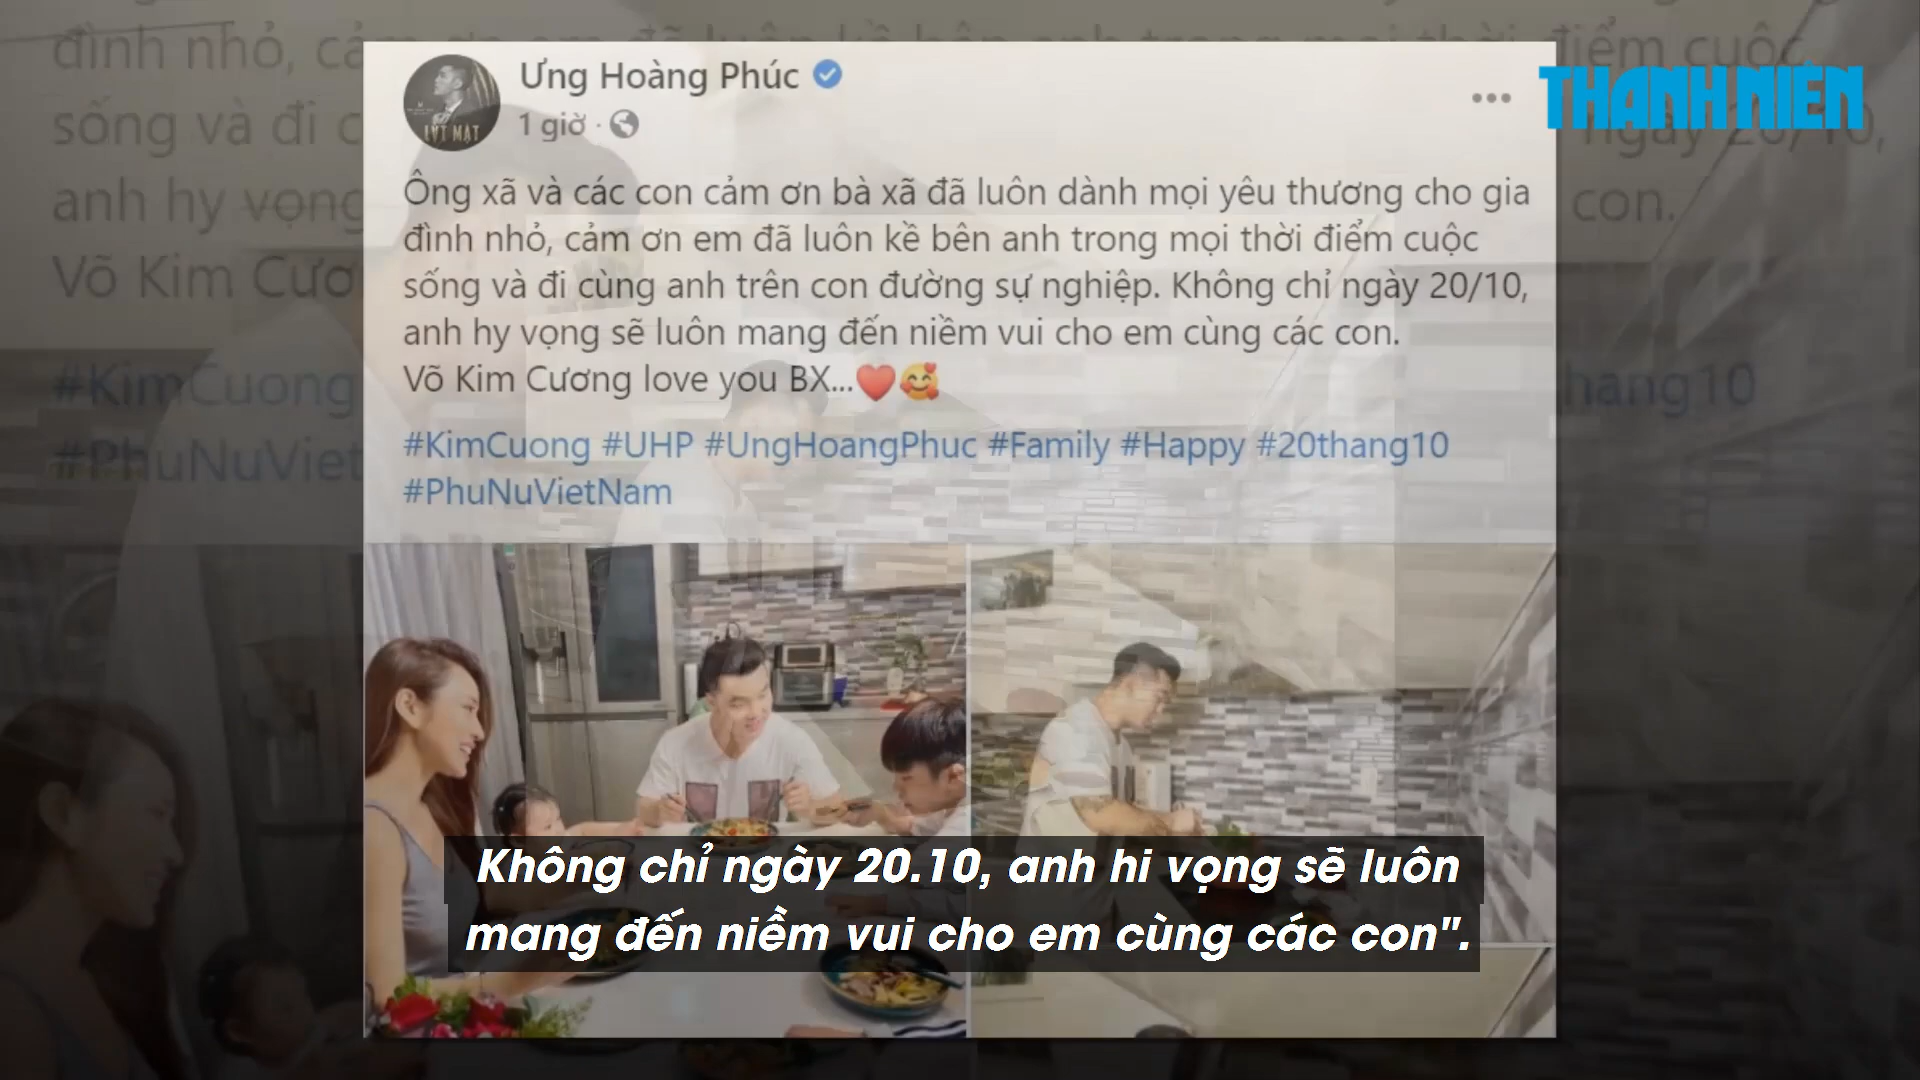 Ưng Hoàng Phúc
1 giờ ·
THANH NIÊN
LẬT MẶT
Ông xã và các con cảm ơn bà xã đã luôn dành mọi yêu thương cho gia
đình nhỏ, cảm ơn em đã luôn kề bên anh trong mọi thời điểm cuộc
sống và đi cùng anh trên con đường sự nghiệp. Không chỉ ngày 20/10,
anh hy vọng sẽ luôn mang đến niềm vui cho em cùng các con.
Võ Kim Cương love you BX...❤️🥰
#KimCuong #UHP #UngHoangPhuc #Family #Happy #20thang10
#PhuNuVietNam
Không chỉ ngày 20.10, anh hi vọng sẽ luôn
mang đến niềm vui cho em cùng các con".